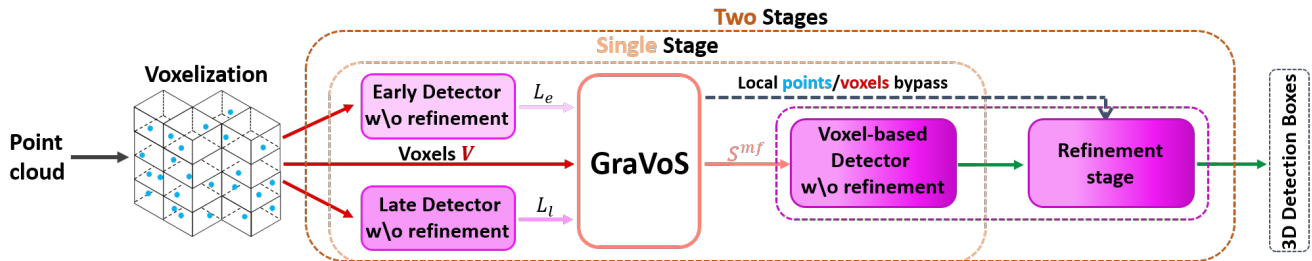 Two Stages
Single Stage
Voxelization
Point
cloud
Early Detector
w\o refinement
Voxels V
Late Detector
w\o refinement
L_e
L_l
GraVoS
Local points/voxels bypass
S^{mf}
Voxel-based
Detector
w\o refinement
Refinement
stage
3D Detection Boxes